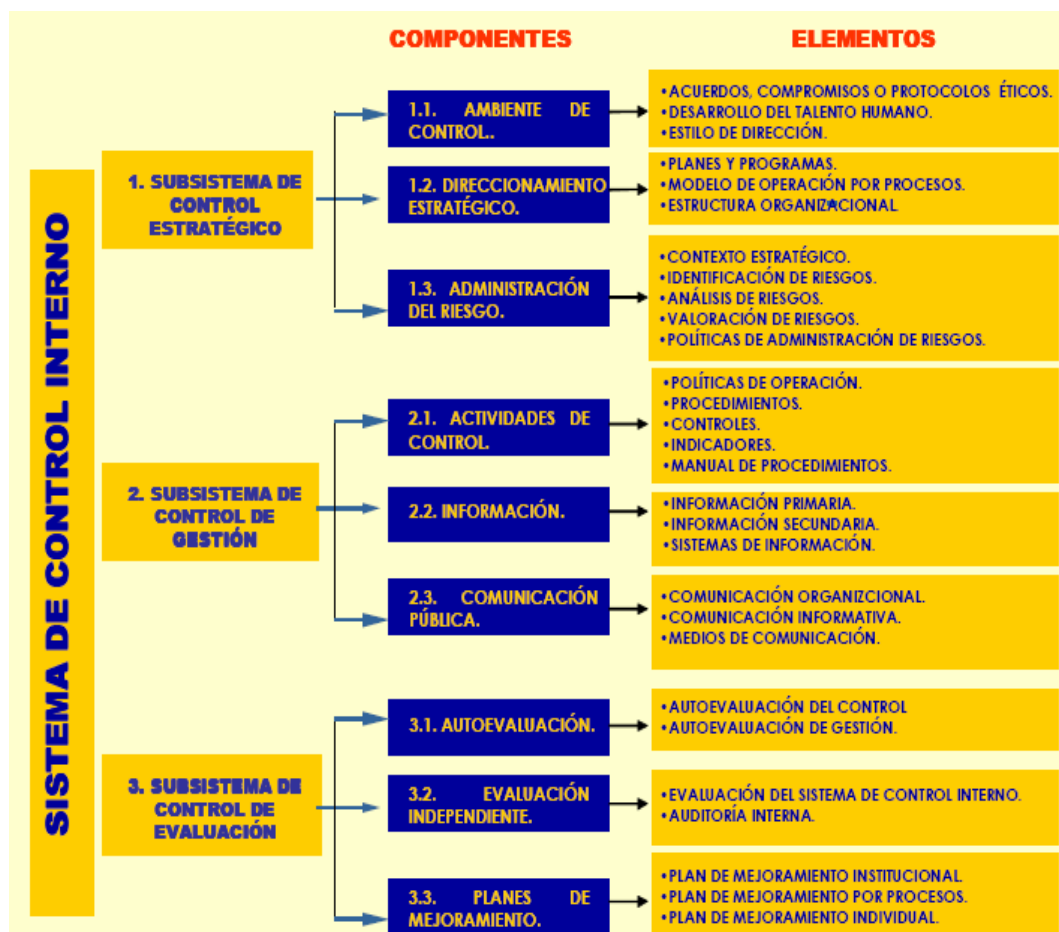 COMPONENTES
ELEMENTOS
SISTEMA DE CONTROL INTERNO
1. SUBSISTEMA DE
CONTROL
ESTRATÉGICO
1.1. AMBIENTE DE
CONTROL..
•ACUERDOS, COMPROMISOS O PROTOCOLOS ÉTICOS.
•DESARROLLO DEL TALENTO HUMANO.
•ESTILO DE DIRECCIÓN.
1.2. DIRECCIONAMIENTO
ESTRATÉGICO.
•PLANES Y PROGRAMAS.
•MODELO DE OPERACIÓN POR PROCESOS.
•ESTRUCTURA ORGANIZACIONAL
1.3. ADMINISTRACIÓN
DEL RIESGO.
•CONTEXTO ESTRATÉGICO.
•IDENTIFICACIÓN DE RIESGOS.
•ANÁLISIS DE RIESGOS.
•VALORACIÓN DE RIESGOS.
•POLÍTICAS DE ADMINISTRACIÓN DE RIESGOS.
2. SUBSISTEMA DE
CONTROL DE
GESTIÓN
2.1. ACTIVIDADES DE
CONTROL.
•POLÍTICAS DE OPERACIÓN.
•PROCEDIMIENTOS.
•CONTROLES.
•INDICADORES.
•MANUAL DE PROCEDIMIENTOS.
2.2. INFORMACIÓN.
•INFORMACIÓN PRIMARIA.
•INFORMACIÓN SECUNDARIA.
•SISTEMAS DE INFORMACIÓN.
2.3. COMUNICACIÓN
PÚBLICA.
•COMUNICACIÓN ORGANIZCIONAL.
•COMUNICACIÓN INFORMATIVA.
•MEDIOS DE COMUNICACIÓN.
3. SUBSISTEMA DE
CONTROL DE
EVALUACIÓN
3.1. AUTOEVALUACIÓN.
•AUTOEVALUACIÓN DEL CONTROL
•AUTOEVALUACIÓN DE GESTIÓN.
3.2. EVALUACIÓN
INDEPENDIENTE.
•EVALUACIÓN DEL SISTEMA DE CONTROL INTERNO.
•AUDITORÍA INTERNA.
3.3. PLANES DE
MEJORAMIENTO.
•PLAN DE MEJORAMIENTO INSTITUCIONAL.
•PLAN DE MEJORAMIENTO POR PROCESOS.
•PLAN DE MEJORAMIENTO INDIVIDUAL.